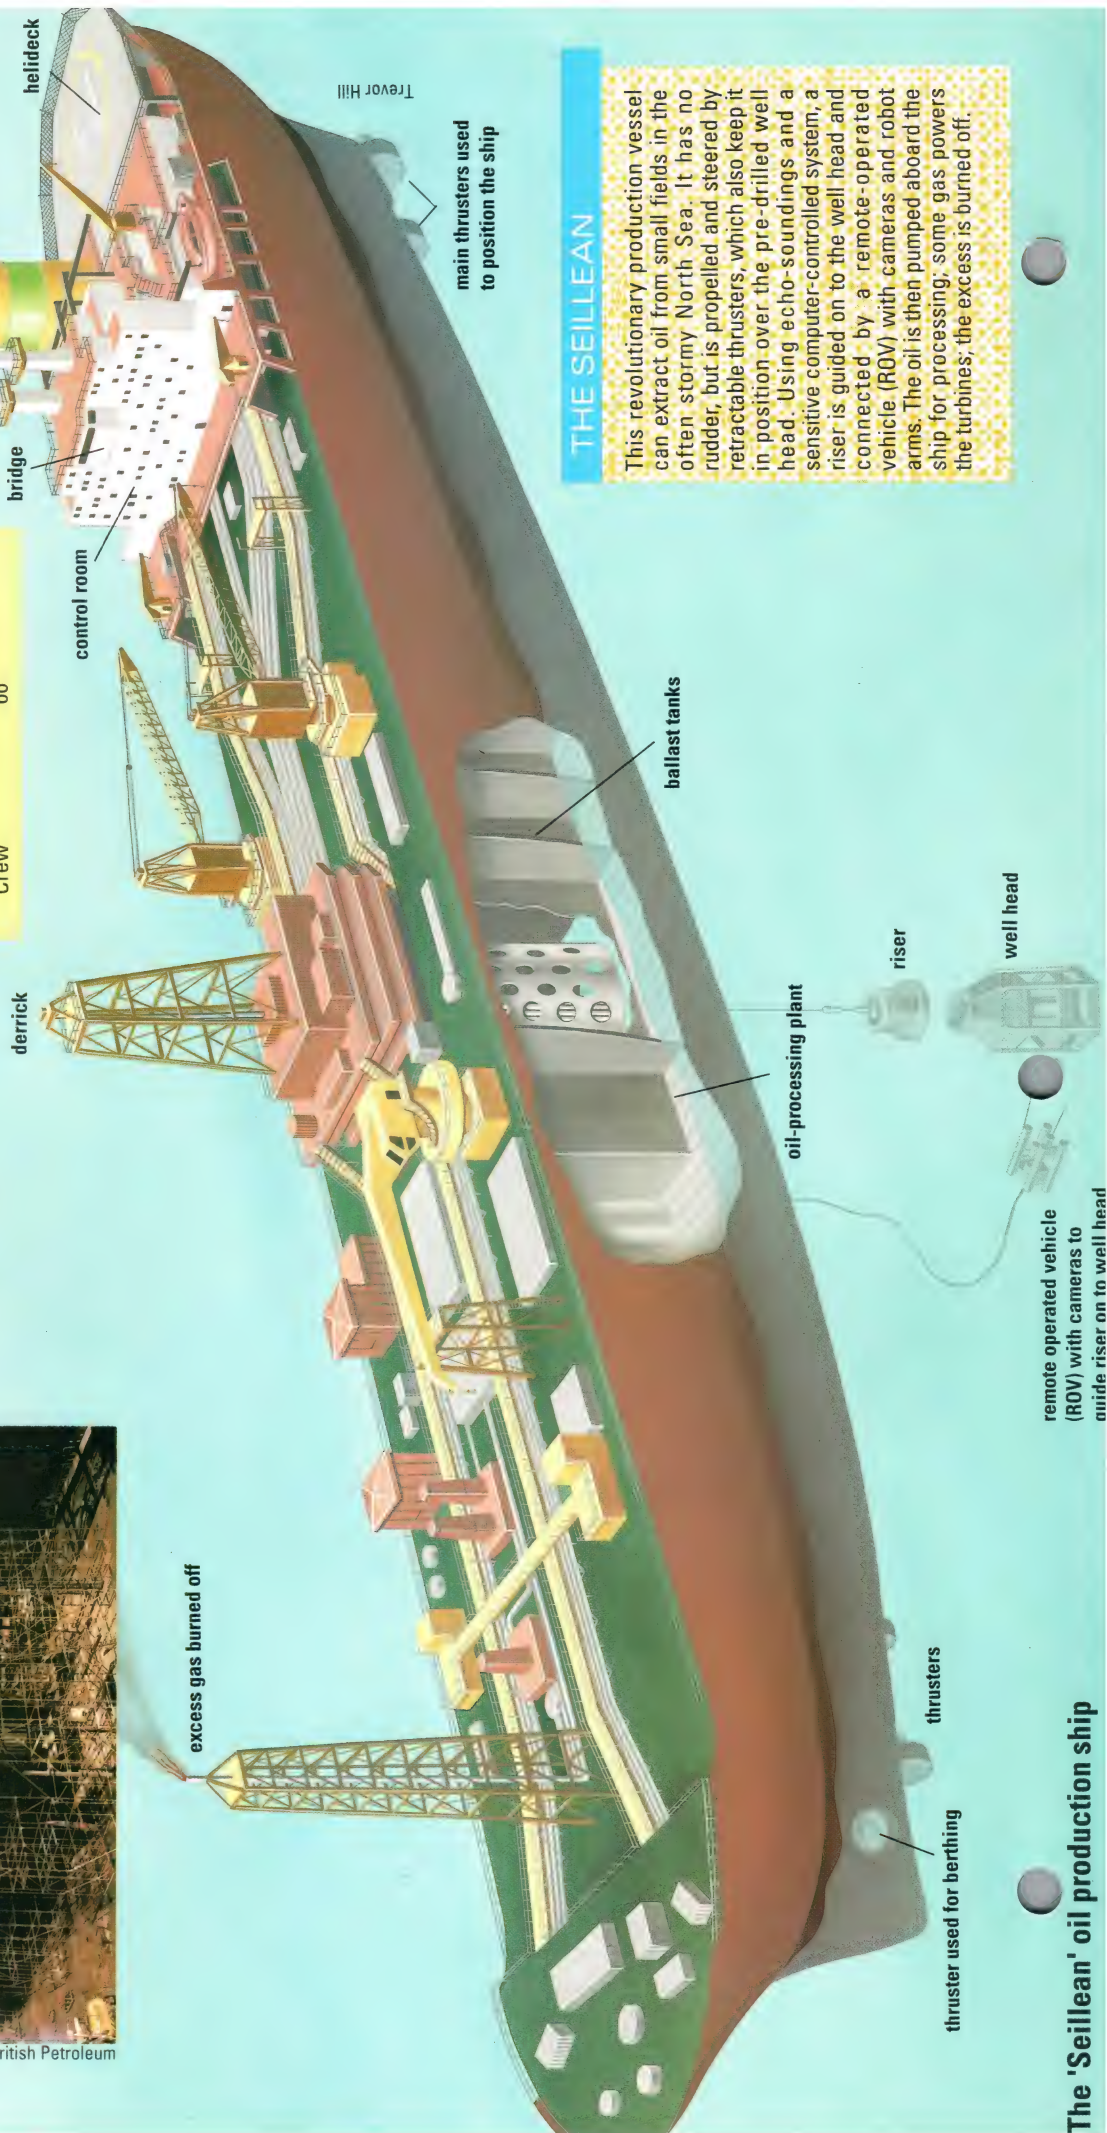 helideck
Trevor Hill
main thrusters used
to position the ship
bridge
control room
Crew
derrick
THE SEILLEAN
This revolutionary production vessel
can extract oil from small fields in the
often stormy North Sea. It has no
rudder, but is propelled and steered by
retractable thrusters, which also keep it
in position over the pre-drilled well
head. Using echo-soundings and a
sensitive computer-controlled system, a
riser is guided on to the well head and
connected by a remote-operated
vehicle (ROV) with cameras and robot
arms. The oil is then pumped aboard the
ship for processing; some gas powers
the turbines; the excess is burned off.
ballast tanks
riser
well head
oil-processing plant
remote operated vehicle
(ROV) with cameras to
guide riser on to well head
excess gas burned off
thrusters
thruster used for berthing
ritish Petroleum
The 'Seillean' oil production ship